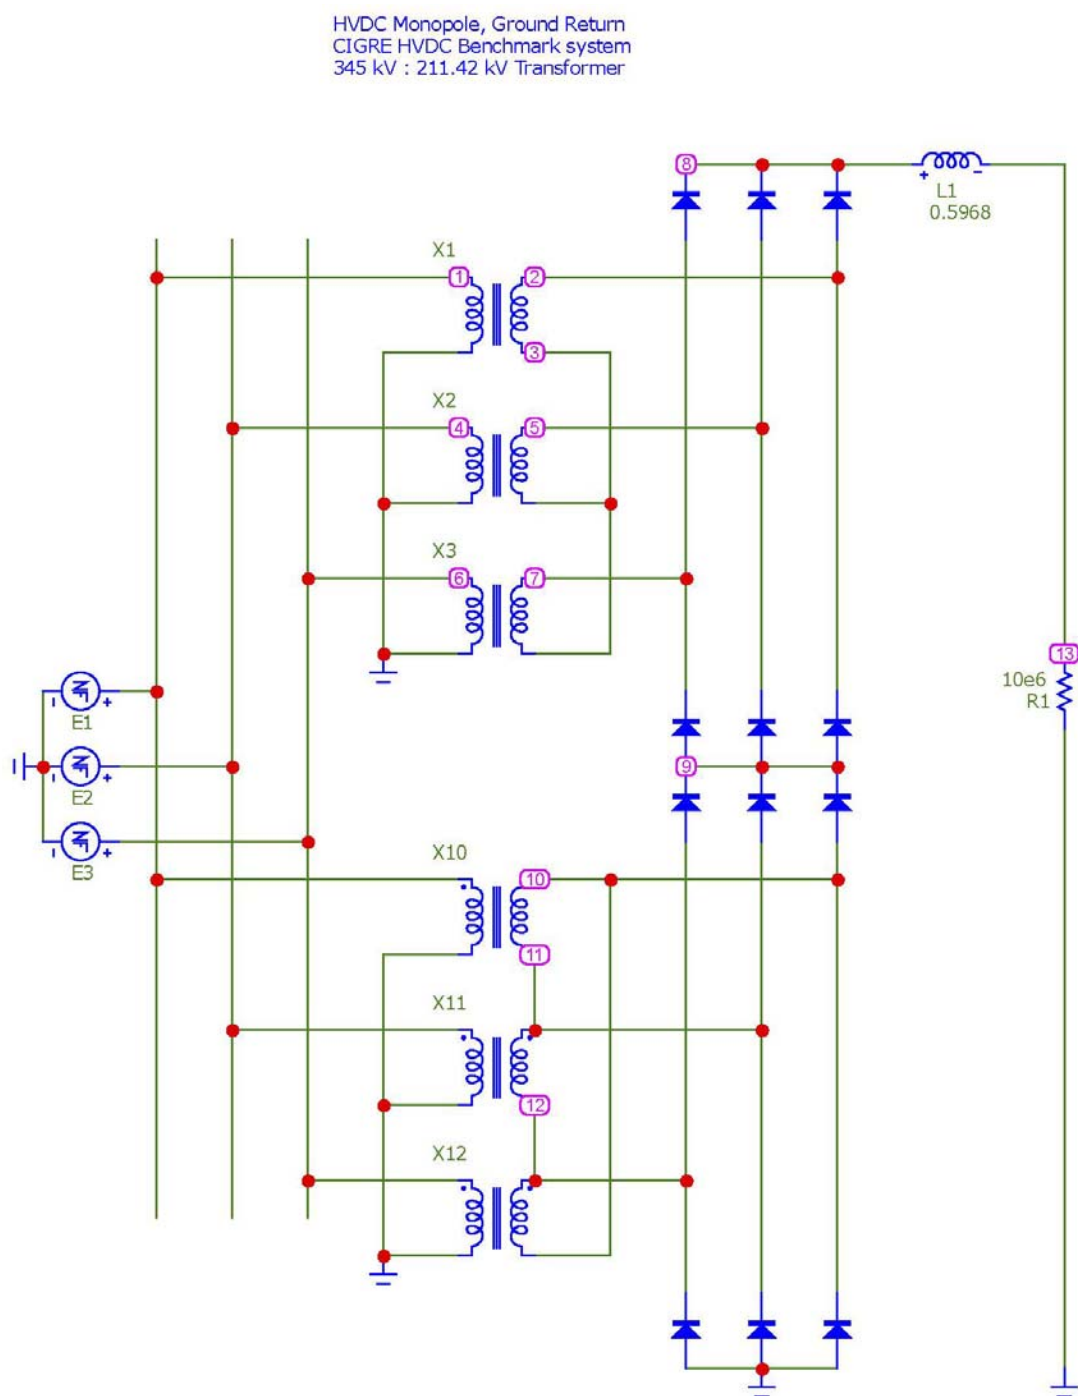 HVDC Monopole, Ground Return
CIGRE HVDC Benchmark system
345 kV : 211.42 kV Transformer
8
+ -
L1
0.5968
X1
1 2
3
X2
4 5
X3
6 7
13
10e6
R1
- +
E1
- +
E2
9
- +
E3
X10
10
11
X11
12
X12